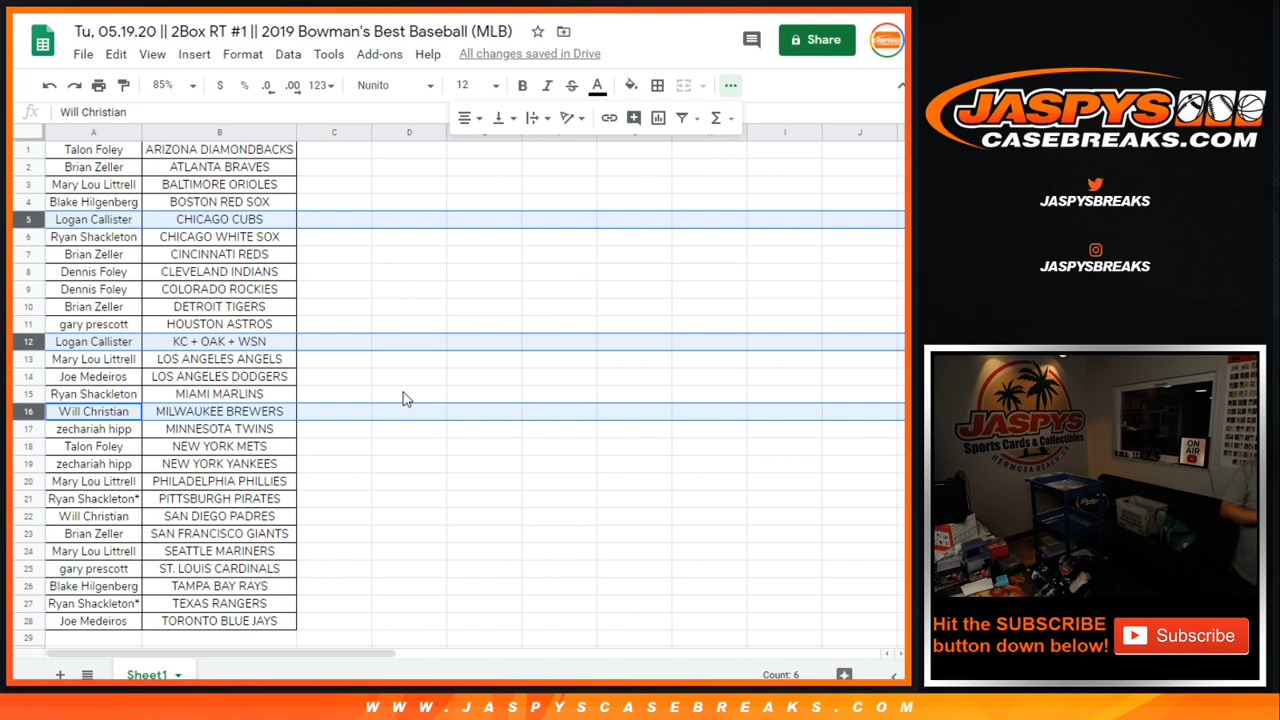 Tu, 05.19.20 || 2Box RT #1 || 2019 Bowman's Best Baseball (MLB)
File Edit View Insert Format Data Tools Add-ons Help All changes saved in Drive
Share
85% $ % .0 .00 123 Nunito 12 B I S A
fx Will Christian
A B C D I J
1 Talon Foley ARIZONA DIAMONDBACKS
2 Brian Zeller ATLANTA BRAVES
3 Mary Lou Littrell BALTIMORE ORIOLES
4 Blake Hilgenberg BOSTON RED SOX
5 Logan Callister CHICAGO CUBS
6 Ryan Shackleton CHICAGO WHITE SOX
7 Brian Zeller CINCINNATI REDS
8 Dennis Foley CLEVELAND INDIANS
9 Dennis Foley COLORADO ROCKIES
10 Brian Zeller DETROIT TIGERS
11 gary prescott HOUSTON ASTROS
12 Logan Callister KC + OAK + WSN
13 Mary Lou Littrell LOS ANGELES ANGELS
14 Joe Medeiros LOS ANGELES DODGERS
15 Ryan Shackleton MIAMI MARLINS
16 Will Christian MILWAUKEE BREWERS
17 zechariah hipp MINNESOTA TWINS
18 Talon Foley NEW YORK METS
19 zechariah hipp NEW YORK YANKEES
20 Mary Lou Littrell PHILADELPHIA PHILLIES
21 Ryan Shackleton* PITTSBURGH PIRATES
22 Will Christian SAN DIEGO PADRES
23 Brian Zeller SAN FRANCISCO GIANTS
24 Mary Lou Littrell SEATTLE MARINERS
25 gary prescott ST. LOUIS CARDINALS
26 Blake Hilgenberg TAMPA BAY RAYS
27 Ryan Shackleton* TEXAS RANGERS
28 Joe Medeiros TORONTO BLUE JAYS
29
Sheet1
Count: 6
JASPYS
CASEBREAKS.COM
JASPYSBREAKS
JASPYSBREAKS
JASPYS
Sports Cards & Collectibles
HERMOSA BEACH, CA
ON
AIR
Hit the SUBSCRIBE
button down below!
Subscribe
WWW.JASPYSCASEBREAKS.COM